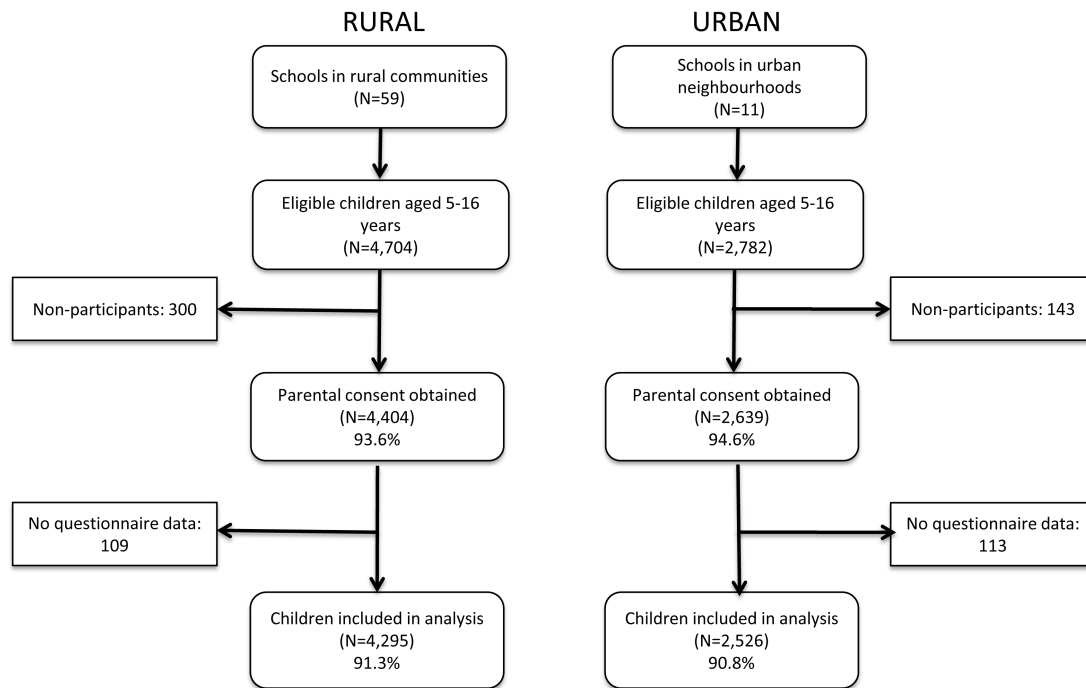 RURAL
Schools in rural communities
(N=59)
Eligible children aged 5-16
years
(N=4,704)
Non-participants: 300
Parental consent obtained
(N=4,404)
93.6%
No questionnaire data:
109
Children included in analysis
(N=4,295)
91.3%
URBAN
Schools in urban
neighbourhoods
(N=11)
Eligible children aged 5-16
years
(N=2,782)
Non-participants: 143
Parental consent obtained
(N=2,639)
94.6%
No questionnaire data:
113
Children included in analysis
(N=2,526)
90.8%